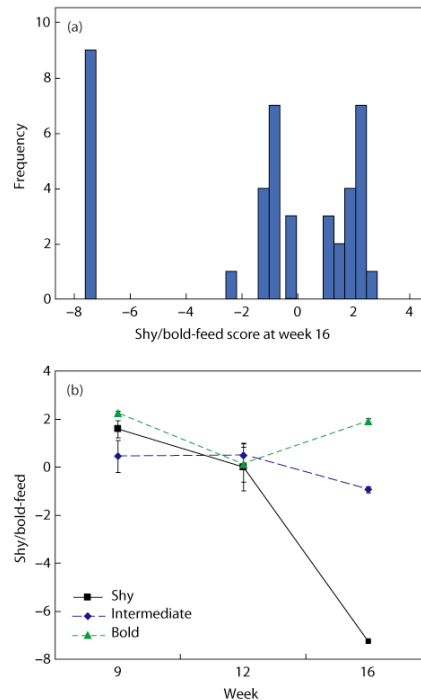 (a)
10
8
6
4
2
0
Frequency
−8 −6 −4 −2 0 2 4
Shy/bold-feed score at week 16
(b)
4
2
0
−2
−4
−6
−8
Shy/bold-feed
Shy
Intermediate
Bold
9 12 16
Week